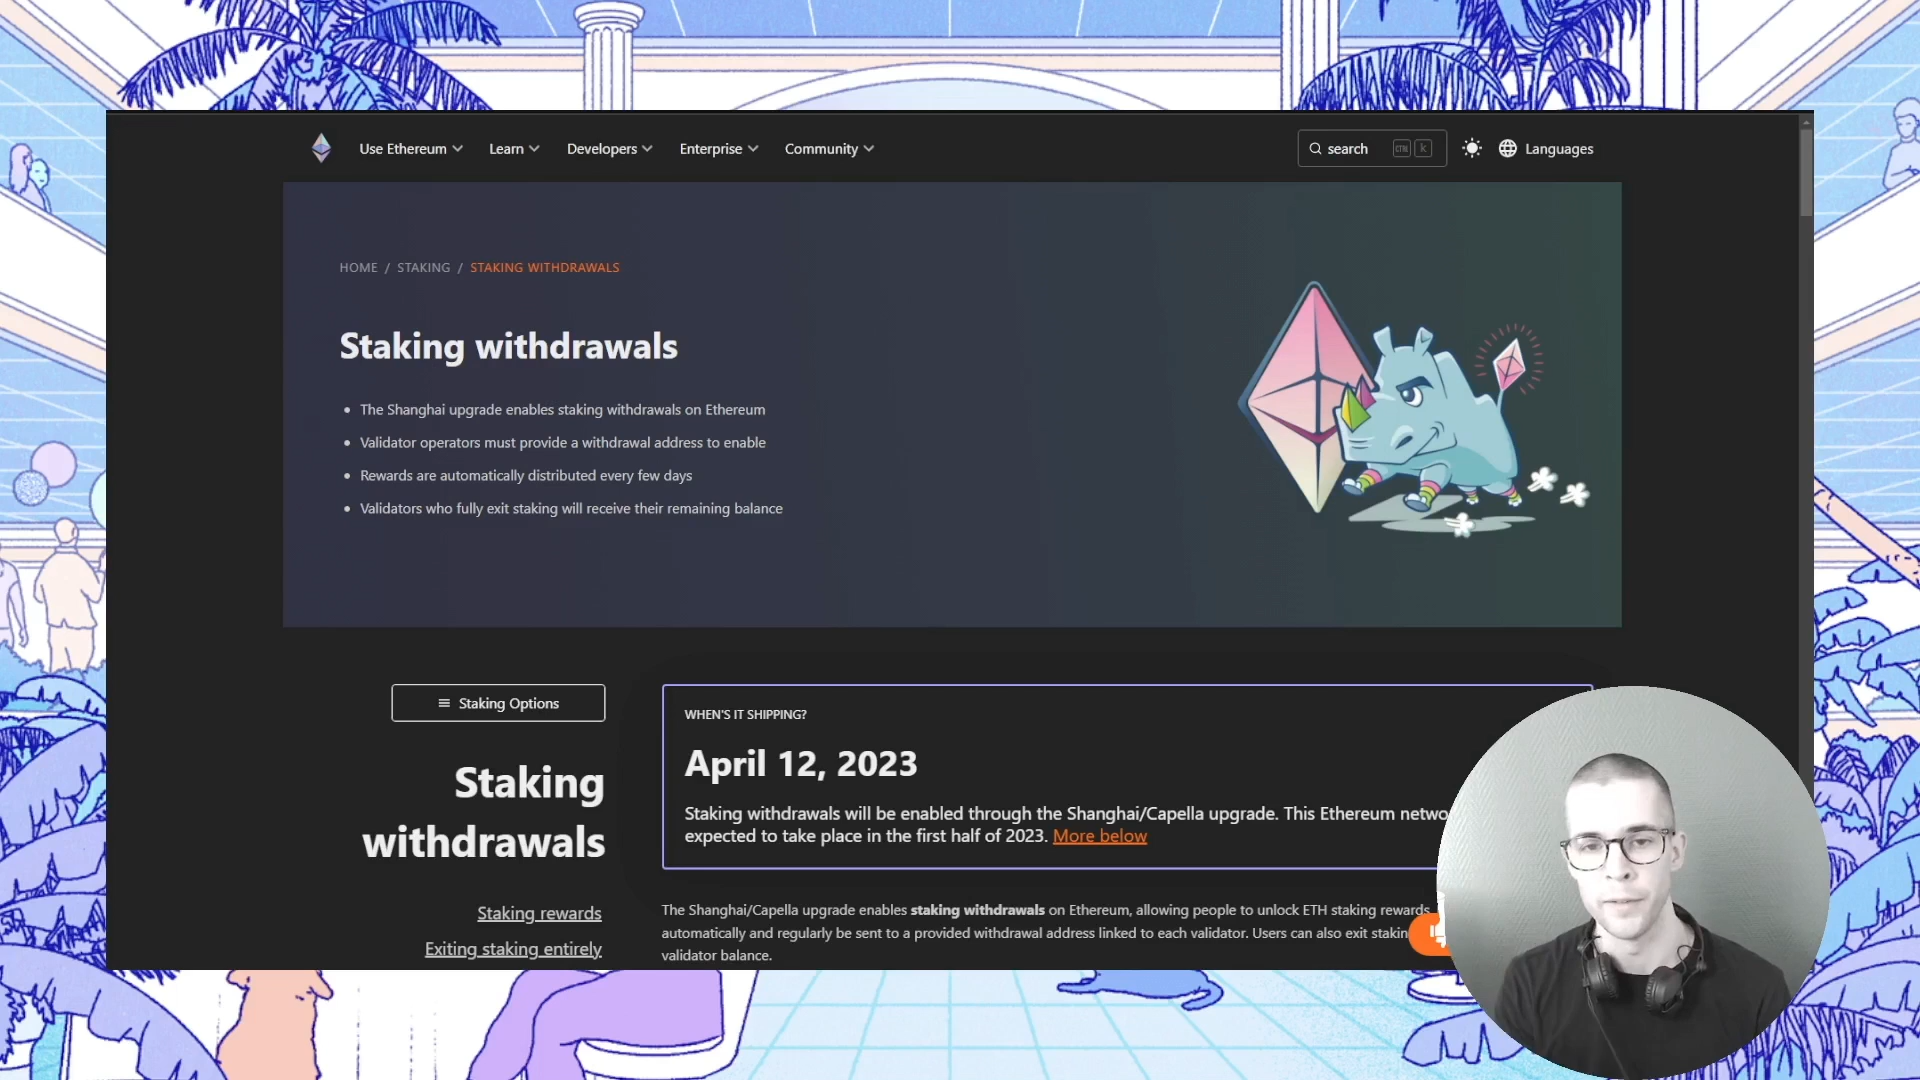 Use Ethereum
Learn
Developers
Enterprise
Community
search
CTRL
k
Languages
HOME / STAKING / STAKING WITHDRAWALS
Staking withdrawals
• The Shanghai upgrade enables staking withdrawals on Ethereum
• Validator operators must provide a withdrawal address to enable
• Rewards are automatically distributed every few days
• Validators who fully exit staking will receive their remaining balance
Staking Options
Staking
withdrawals
Staking rewards
Exiting staking entirely
WHEN'S IT SHIPPING?
April 12, 2023
Staking withdrawals will be enabled through the Shanghai/Capella upgrade. This Ethereum
expected to take place in the first half of 2023. More below
The Shanghai/Capella upgrade enables staking withdrawals on Ethereum, allowing people to unlock ETH staking rewards.
automatically and regularly be sent to a provided withdrawal address linked to each validator. Users can also exit
validator balance.